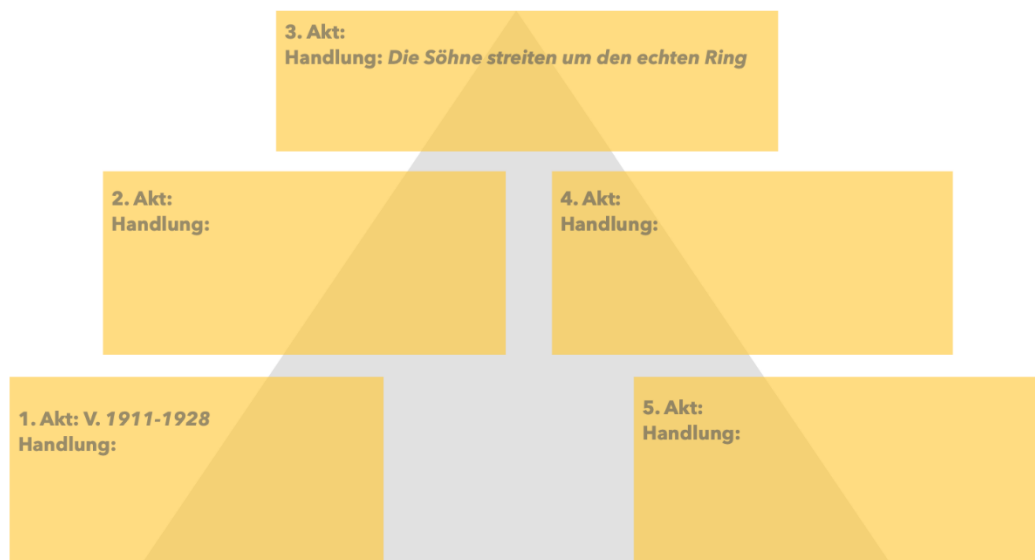 3. Akt:
Handlung: Die Söhne streiten um den echten Ring
2. Akt:
Handlung:
4. Akt:
Handlung:
1. Akt: V. 1911-1928
Handlung:
5. Akt:
Handlung: